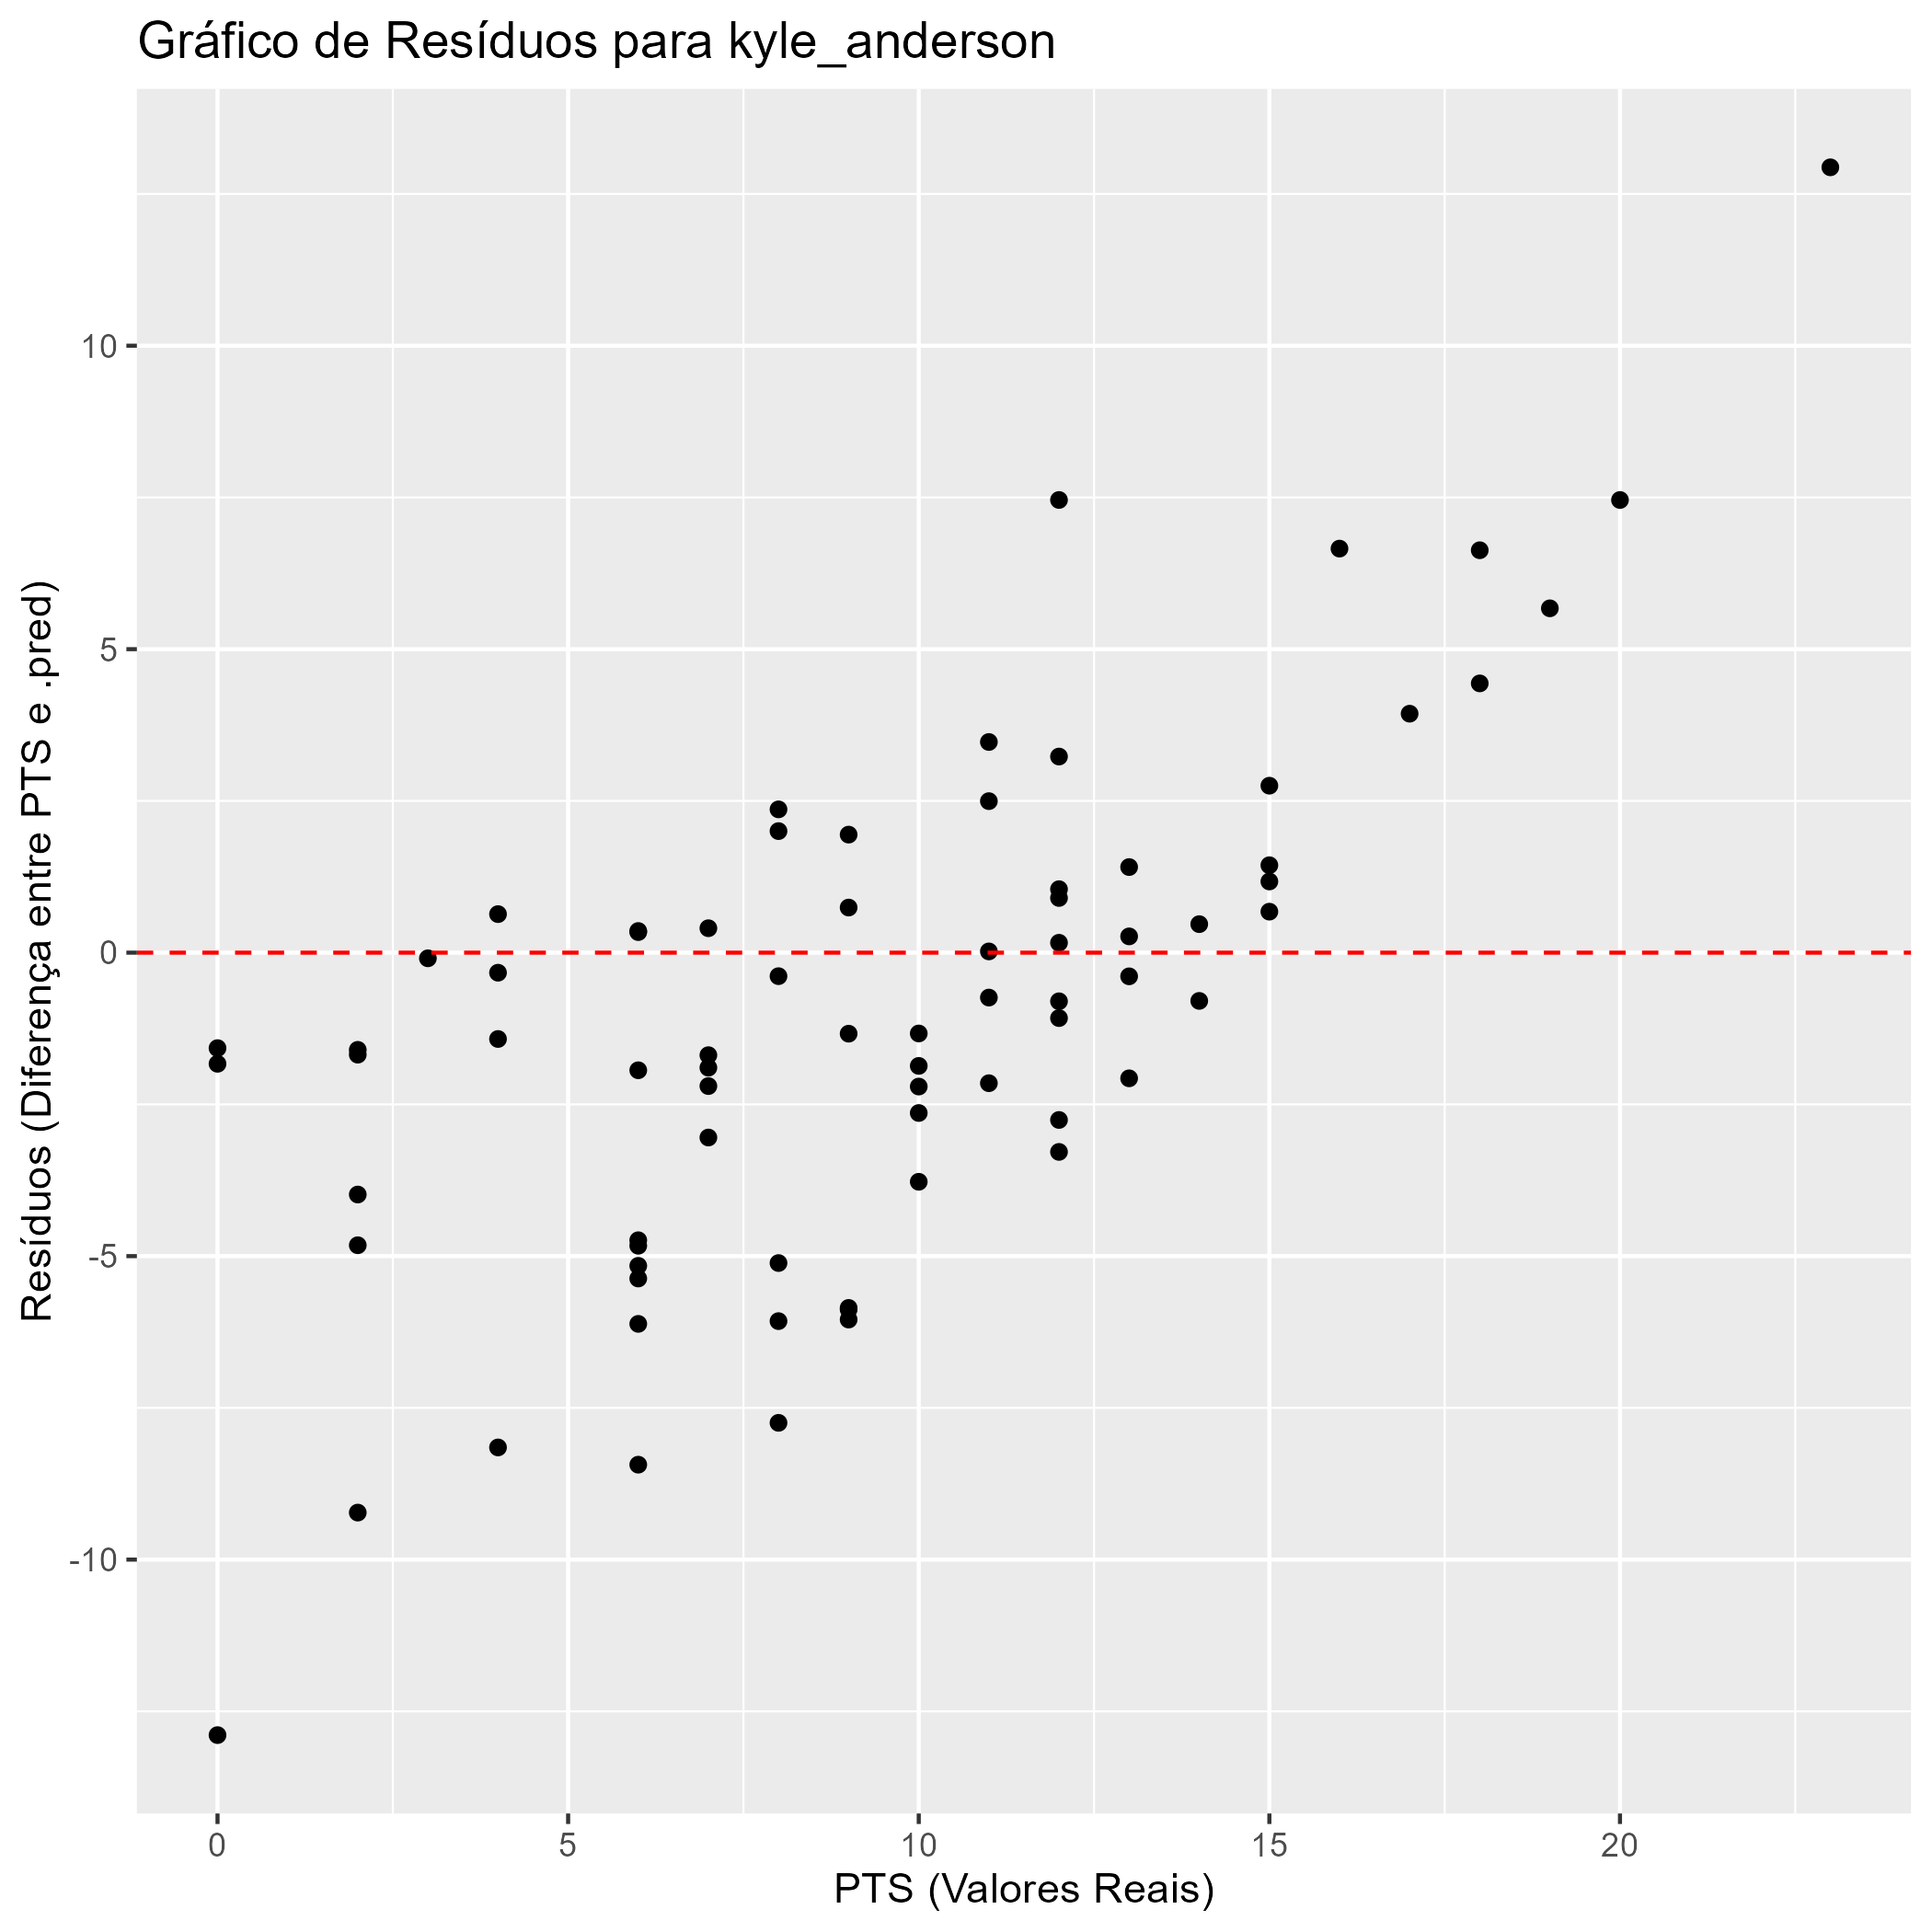 Gráfico de Resíduos para kyle_anderson
Resíduos (Diferença entre PTS e .pred)
10
5
0
-5
-10
0 5 10 15 20
PTS (Valores Reais)